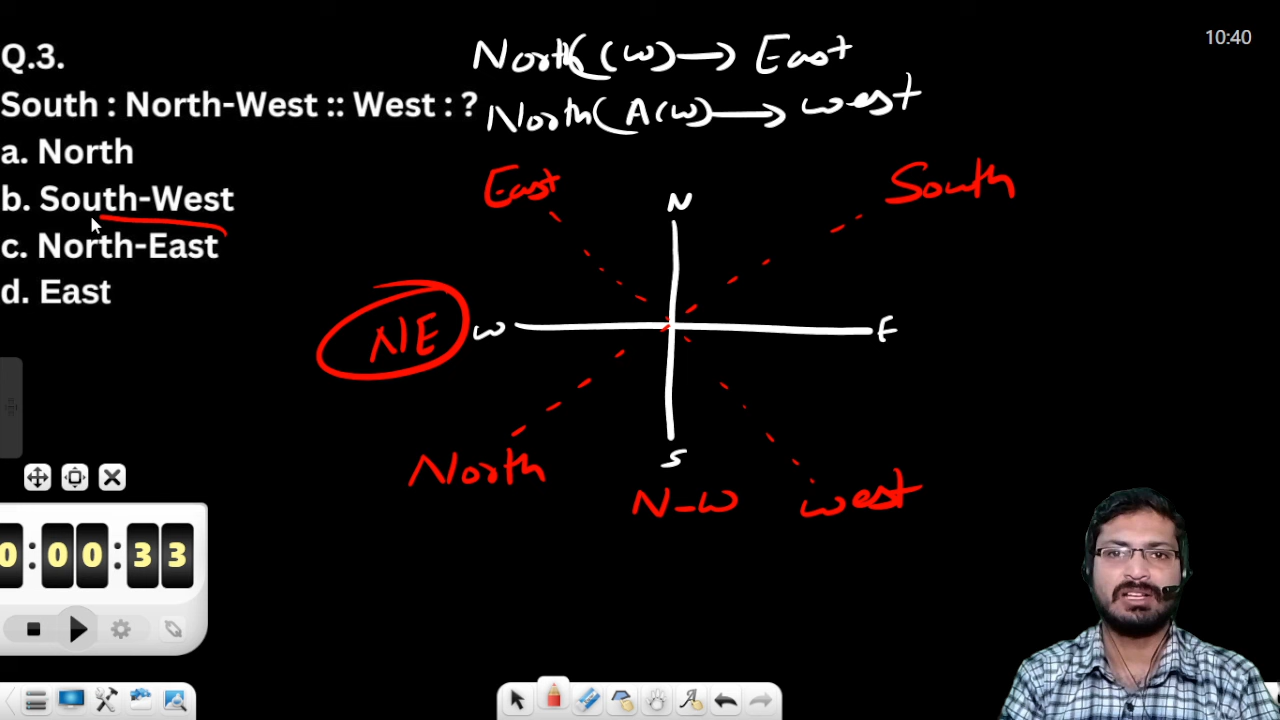 10:40
Q.3.
South : North-West :: West : ?
a. North
b. South-West
c. North-East
d. East
North (W) → East
North (A(W) → west
East
South
N
W
E
NE
S
North
N-W
west
0:00:33